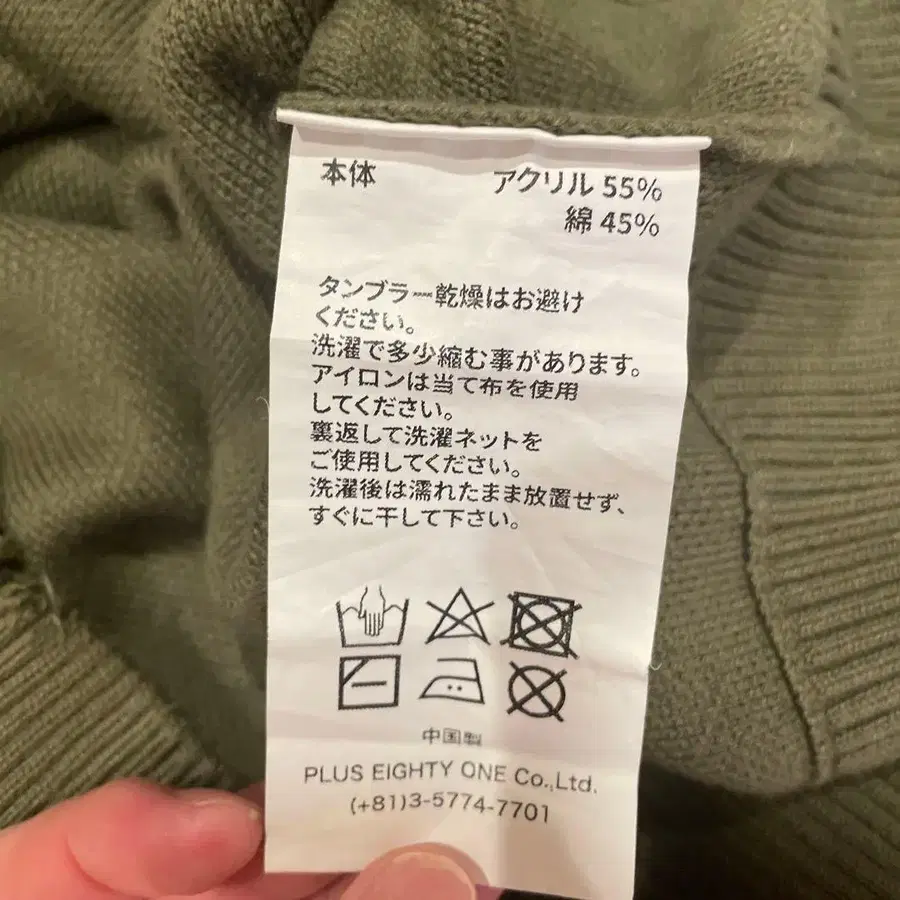 本体 アクリル 55%
綿 45%
タンブラー乾燥はお避け
ください。
洗濯で多少縮む事があります。
アイロンは当て布を使用
してください。
裏返して洗濯ネットを
ご使用してください。
洗濯後は濡れたまま放置せず、
すぐに干して下さい。
中国製
PLUS EIGHTY ONE Co.,Ltd.
(+81)3-5774-7701